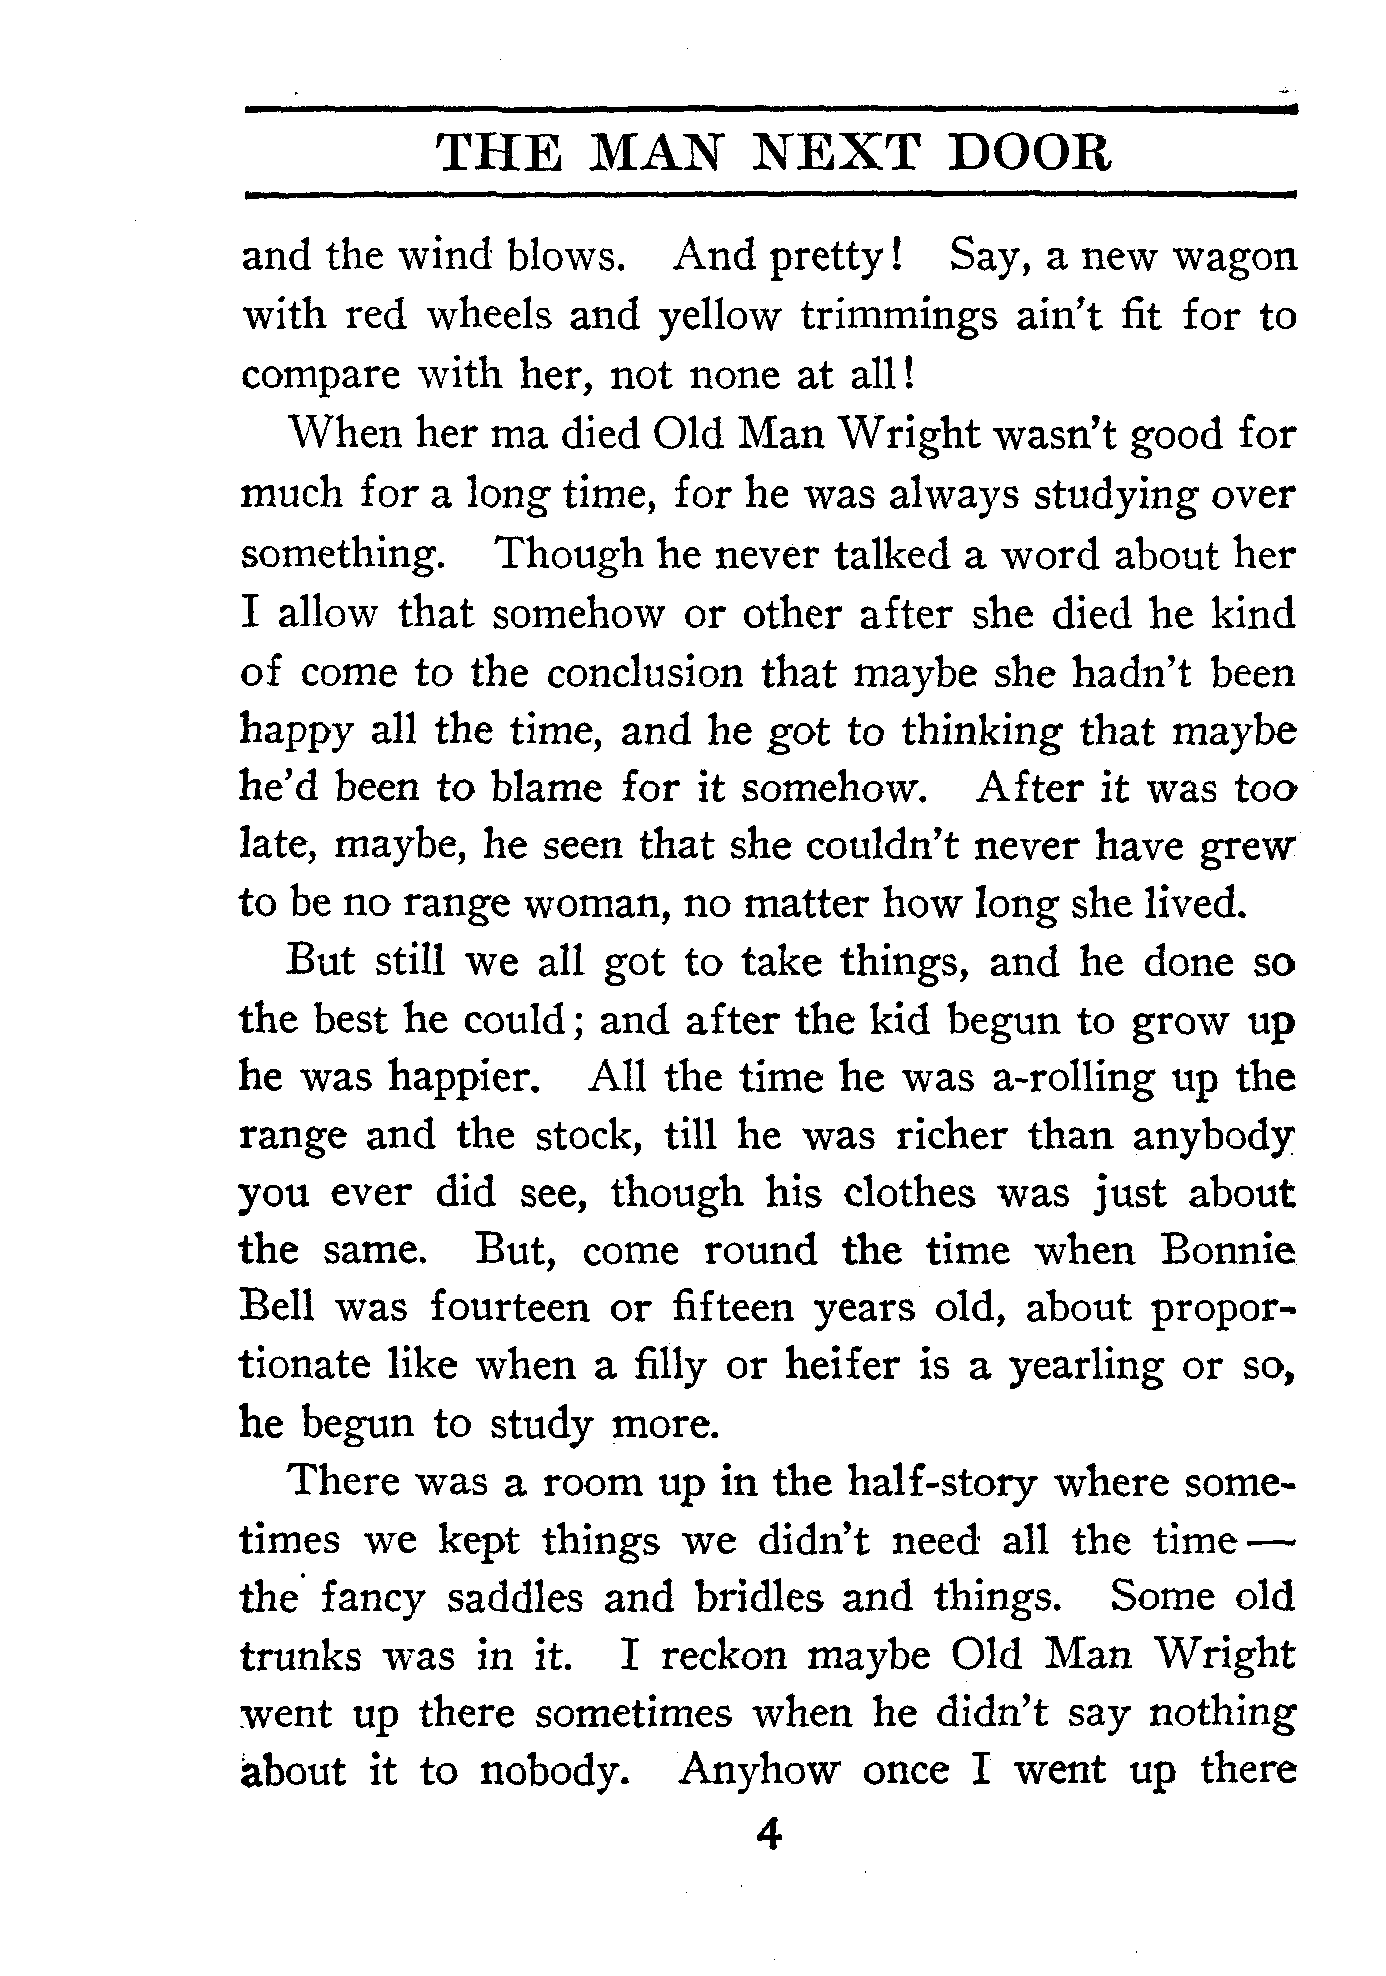 THE MAN NEXT DOOR
and the wind blows. And pretty! Say, a new wagon
with red wheels and yellow trimmings ain't fit for to
compare with her, not none at all!
When her ma died Old Man Wright wasn't good for
much for a long time, for he was always studying over
something. Though he never talked a word about her
I allow that somehow or other after she died he kind
of come to the conclusion that maybe she hadn't been
happy all the time, and he got to thinking that maybe
he'd been to blame for it somehow. After it was too
late, maybe, he seen that she couldn't never have grew
to be no range woman, no matter how long she lived.
But still we all got to take things, and he done so
the best he could; and after the kid begun to grow up
he was happier. All the time he was a-rolling up the
range and the stock, till he was richer than anybody
you ever did see, though his clothes was just about
the same. But, come round the time when Bonnie
Bell was fourteen or fifteen years old, about propor-
tionate like when a filly or heifer is a yearling or so,
he begun to study more.
There was a room up in the half-story where some-
times we kept things we didn't need all the time—
the fancy saddles and bridles and things. Some old
trunks was in it. I reckon maybe Old Man Wright
went up there sometimes when he didn't say nothing
about it to nobody. Anyhow once I went up there
4